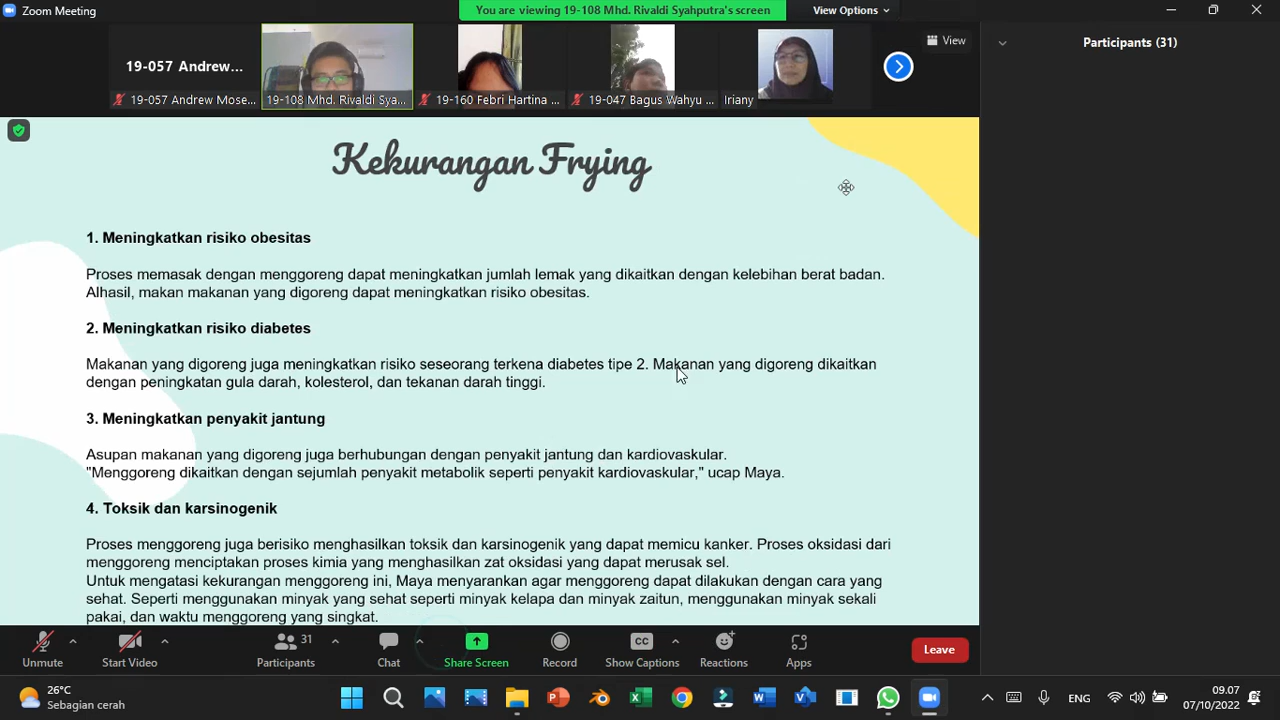 Zoom Meeting
You are viewing 19-108 Mhd. Rivaldi Syahputra's screen
View Options
19-057 Andrew...
19-057 Andrew Mose...
19-108 Mhd. Rivaldi Sya...
19-160 Febri Hartina ...
19-047 Bagus Wahyu ...
Iriany
View
Participants (31)
Kekurangan Frying
1. Meningkatkan risiko obesitas
Proses memasak dengan menggoreng dapat meningkatkan jumlah lemak yang dikaitkan dengan kelebihan berat badan.
Alhasil, makan makanan yang digoreng dapat meningkatkan risiko obesitas.
2. Meningkatkan risiko diabetes
Makanan yang digoreng juga meningkatkan risiko seseorang terkena diabetes tipe 2. Makanan yang digoreng dikaitkan
dengan peningkatan gula darah, kolesterol, dan tekanan darah tinggi.
3. Meningkatkan penyakit jantung
Asupan makanan yang digoreng juga berhubungan dengan penyakit jantung dan kardiovaskular.
"Menggoreng dikaitkan dengan sejumlah penyakit metabolik seperti penyakit kardiovaskular," ucap Maya.
4. Toksik dan karsinogenik
Proses menggoreng juga berisiko menghasilkan toksik dan karsinogenik yang dapat memicu kanker. Proses oksidasi dari
menggoreng menciptakan proses kimia yang menghasilkan zat oksidasi yang dapat merusak sel.
Untuk mengatasi kekurangan menggoreng ini, Maya menyarankan agar menggoreng dapat dilakukan dengan cara yang
sehat. Seperti menggunakan minyak yang sehat seperti minyak kelapa dan minyak zaitun, menggunakan minyak sekali
pakai, dan waktu menggoreng yang singkat.
Unmute
Start Video
31
Participants
Chat
Share Screen
Record
CC
Show Captions
Reactions
Apps
Leave
26°C
Sebagian cerah
ENG
09.07
07/10/2022